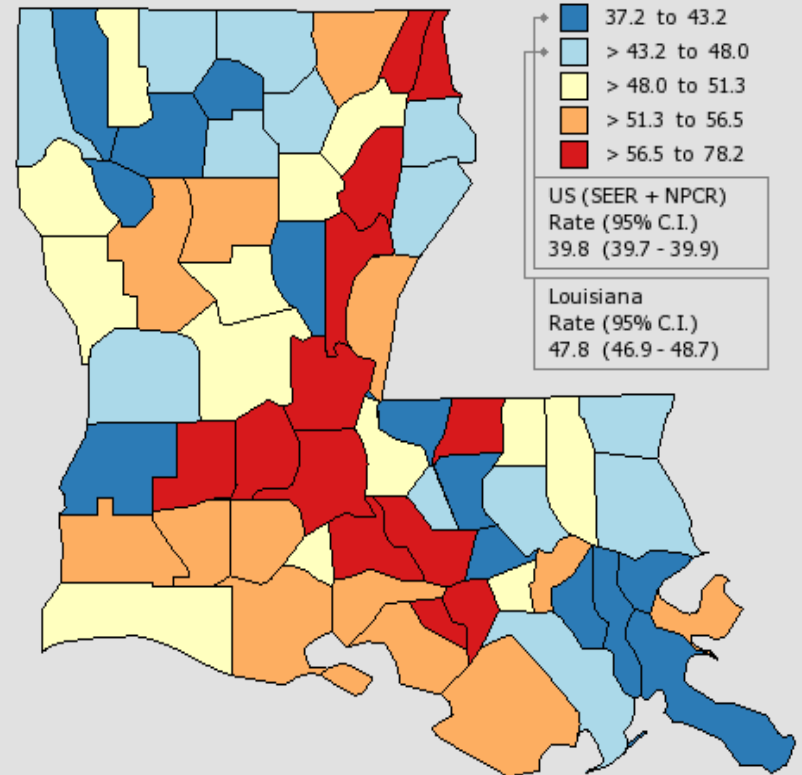 37.2 to 43.2
> 43.2 to 48.0
> 48.0 to 51.3
> 51.3 to 56.5
> 56.5 to 78.2
US (SEER + NPCR)
Rate (95% C.I.)
39.8 (39.7 - 39.9)
Louisiana
Rate (95% C.I.)
47.8 (46.9 - 48.7)